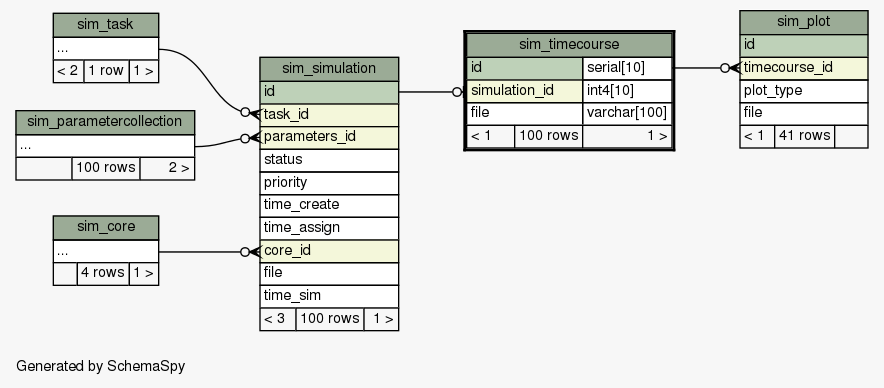 sim_task
...
< 2 1 row 1 >
sim_parametercollection
...
100 rows 2 >
sim_core
...
4 rows 1 >
sim_simulation
id
task_id
parameters_id
status
priority
time_create
time_assign
core_id
file
time_sim
< 3 100 rows 1 >
sim_timecourse
id serial[10]
simulation_id int4[10]
file varchar[100]
< 1 100 rows 1 >
sim_plot
id
timecourse_id
plot_type
file
< 1 41 rows
Generated by SchemaSpy